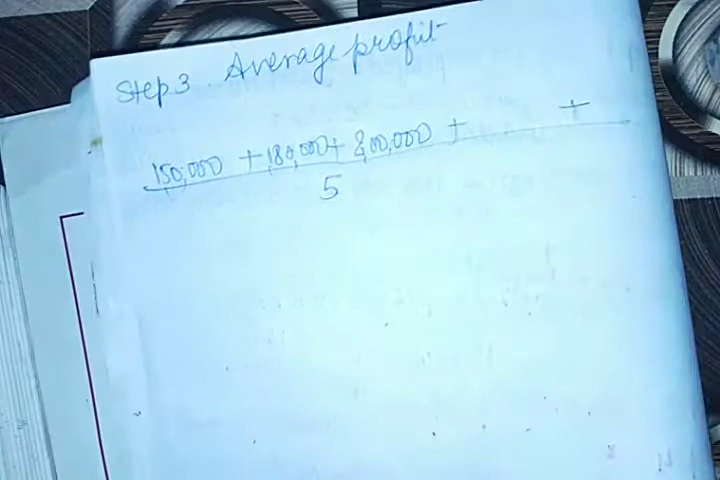 Step 3. Average profit
150,000 + 180,000 + 200,000 + +
5